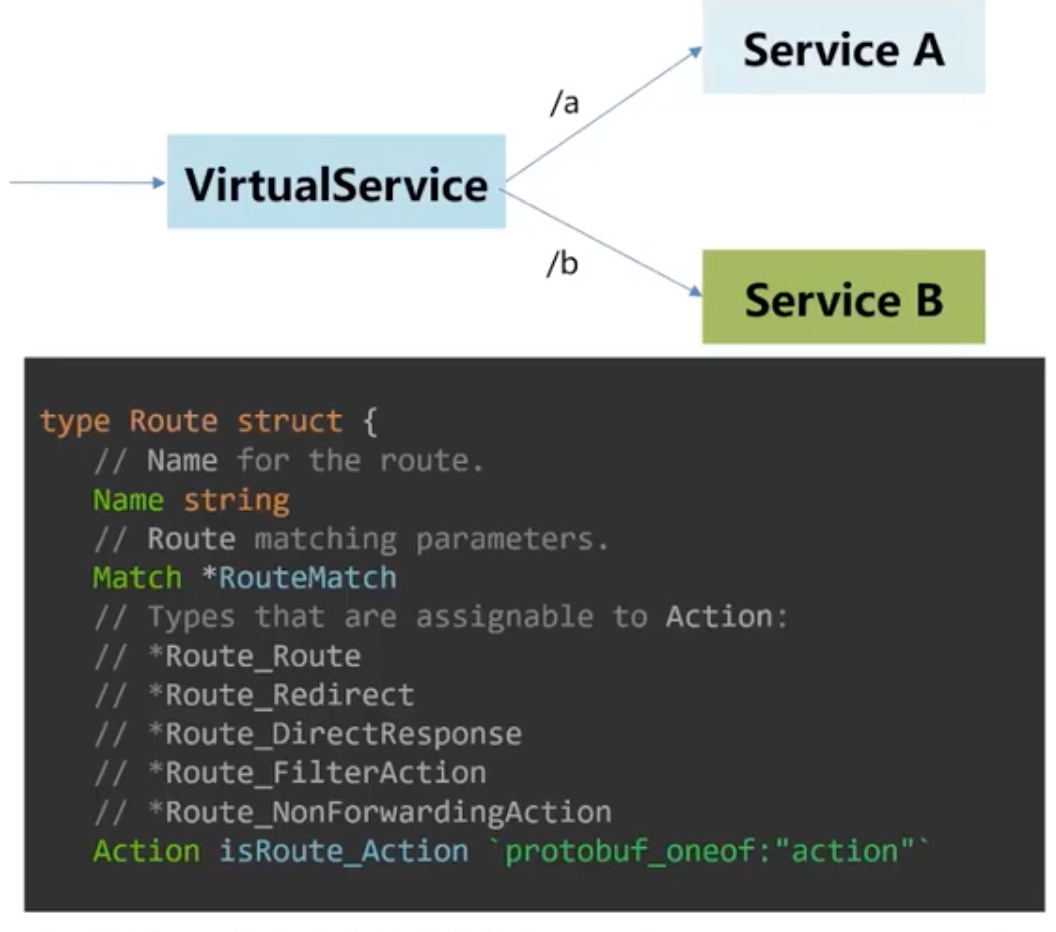 Service A
/a
VirtualService
/b
Service B
type Route struct {
// Name for the route.
Name string
// Route matching parameters.
Match *RouteMatch
// Types that are assignable to Action:
// *Route_Route
// *Route_Redirect
// *Route_DirectResponse
// *Route_FilterAction
// *Route_NonForwardingAction
Action isRoute_Action `protobuf_oneof:"action"`